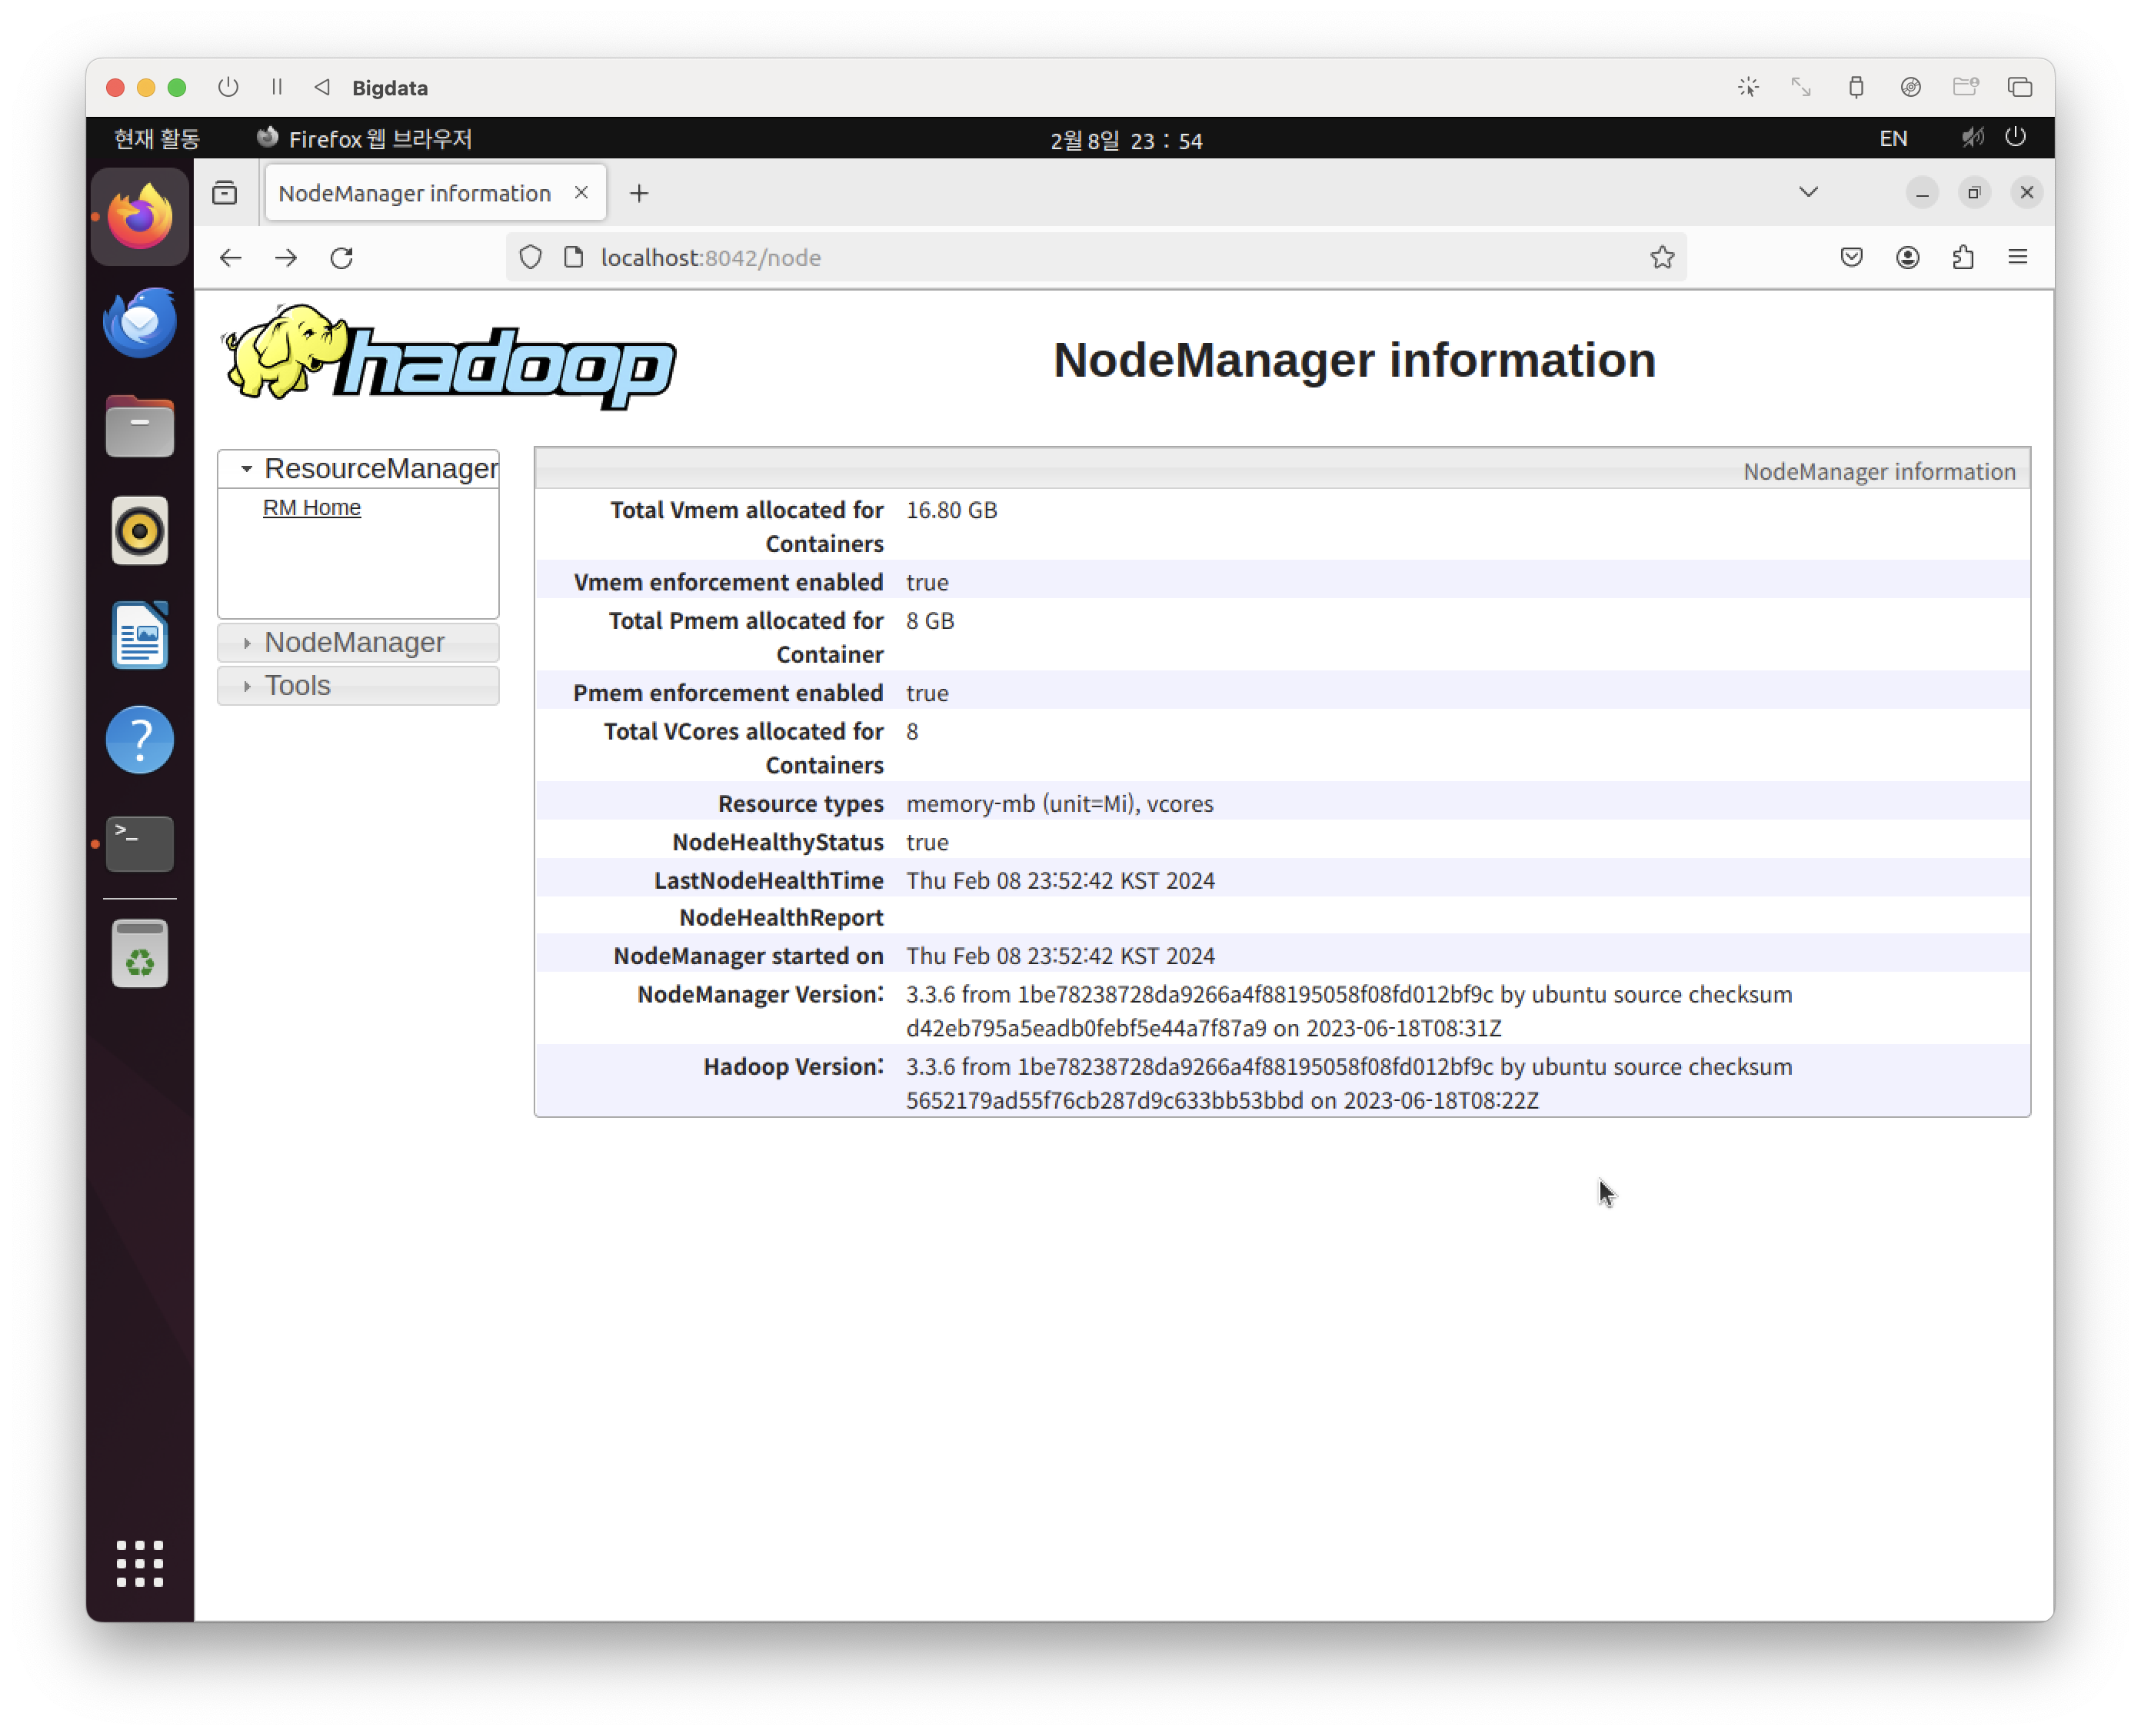 Bigdata
현재 활동
Firefox 웹 브라우저
2월 8일 23 : 54
EN
NodeManager information
localhost:8042/node
hadoop
NodeManager information
ResourceManager
RM Home
NodeManager
Tools
NodeManager information
Total Vmem allocated for 16.80 GB
Containers
Vmem enforcement enabled true
Total Pmem allocated for 8 GB
Container
Pmem enforcement enabled true
Total VCores allocated for 8
Containers
Resource types memory-mb (unit=Mi), vcores
NodeHealthyStatus true
LastNodeHealthTime Thu Feb 08 23:52:42 KST 2024
NodeHealthReport
NodeManager started on Thu Feb 08 23:52:42 KST 2024
NodeManager Version: 3.3.6 from 1be78238728da9266a4f88195058f08fd012bf9c by ubuntu source checksum
d42eb795a5eadb0febf5e44a7f87a9 on 2023-06-18T08:31Z
Hadoop Version: 3.3.6 from 1be78238728da9266a4f88195058f08fd012bf9c by ubuntu source checksum
5652179ad55f76cb287d9c633bb53bbd on 2023-06-18T08:22Z